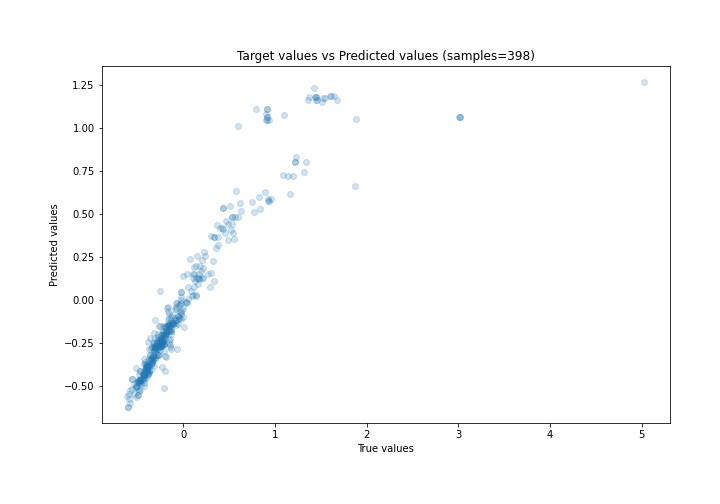 Target values vs Predicted values (samples=398)
1.25
1.00
0.75
0.50
0.25
0.00
−0.25
−0.50
Predicted values
0 1 2 3 4 5
True values